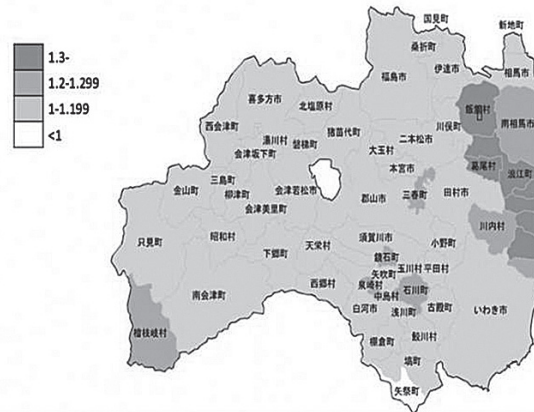 1.3-
1.2-1.299
1-1.199
<1
国見町
新地町
桑折町
伊達市
相馬市
福島市
喜多方市
北塩原村
飯舘村
南相馬市
西会津町
猪苗代町
川俣町
湯川村
磐梯町
二本松市
会津坂下町
大玉村
葛尾村
浪江町
本宮市
三島町
金山町
柳津町
会津若松市
郡山市
三春町
田村市
会津美里町
川内村
只見町
昭和村
須賀川市
小野町
天栄村
下郷町
鏡石町
矢吹町
玉川村
平田村
西郷村
泉崎村
石川町
中島村
南会津町
白河市
浅川町
古殿町
いわき市
檜枝岐村
棚倉町
鮫川村
塙町
矢祭町